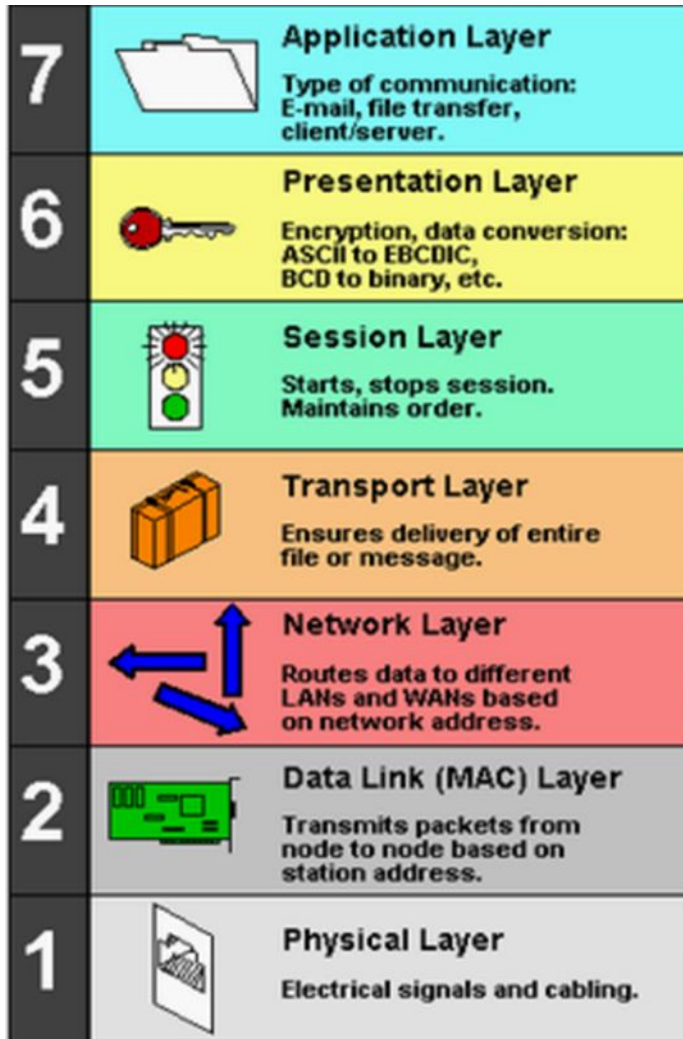 7
Application Layer
Type of communication:
E-mail, file transfer,
client/server.
6
Presentation Layer
Encryption, data conversion:
ASCII to EBCDIC,
BCD to binary, etc.
5
Session Layer
Starts, stops session.
Maintains order.
4
Transport Layer
Ensures delivery of entire
file or message.
3
Network Layer
Routes data to different
LANs and WANs based
on network address.
2
Data Link (MAC) Layer
Transmits packets from
node to node based on
station address.
1
Physical Layer
Electrical signals and cabling.